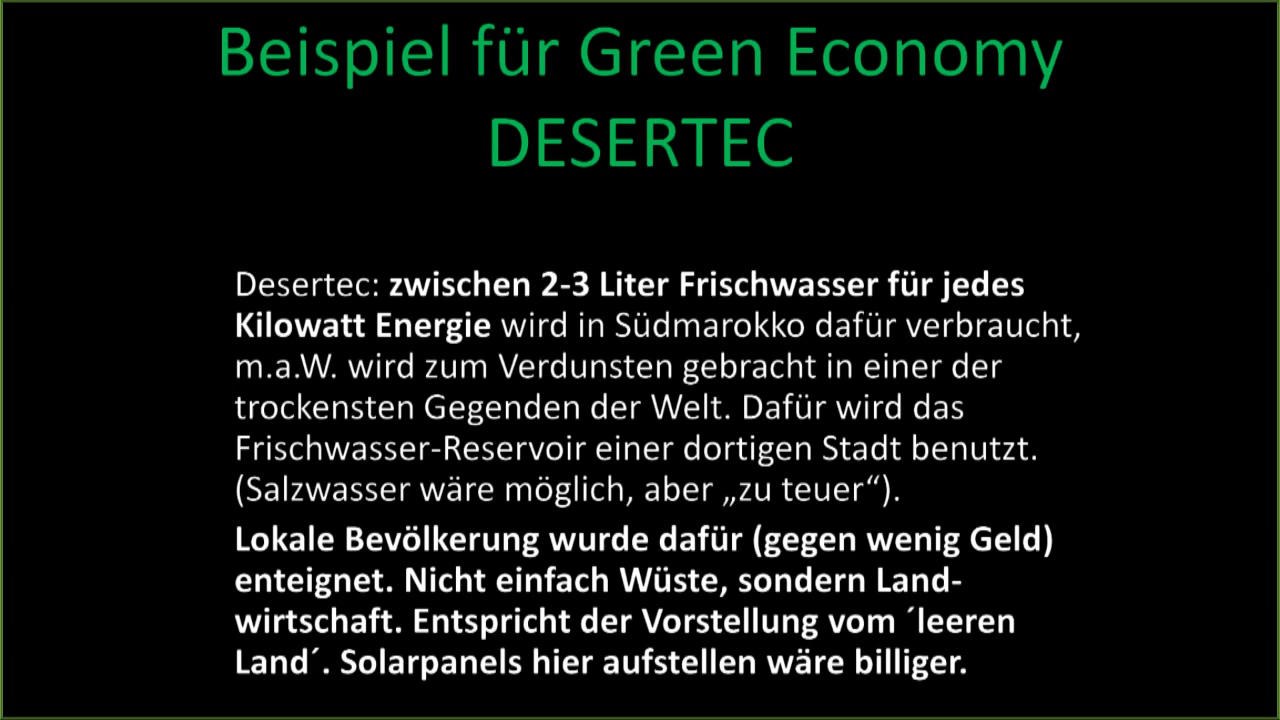 Beispiel für Green Economy
DESERTEC
Desertec: zwischen 2-3 Liter Frischwasser für jedes
Kilowatt Energie wird in Südmarokko dafür verbraucht,
m.a.W. wird zum Verdunsten gebracht in einer der
trockensten Gegenden der Welt. Dafür wird das
Frischwasser-Reservoir einer dortigen Stadt benutzt.
(Salzwasser wäre möglich, aber „zu teuer“).
Lokale Bevölkerung wurde dafür (gegen wenig Geld)
enteignet. Nicht einfach Wüste, sondern Land-
wirtschaft. Entspricht der Vorstellung vom ´leeren
Land´. Solarpanels hier aufstellen wäre billiger.